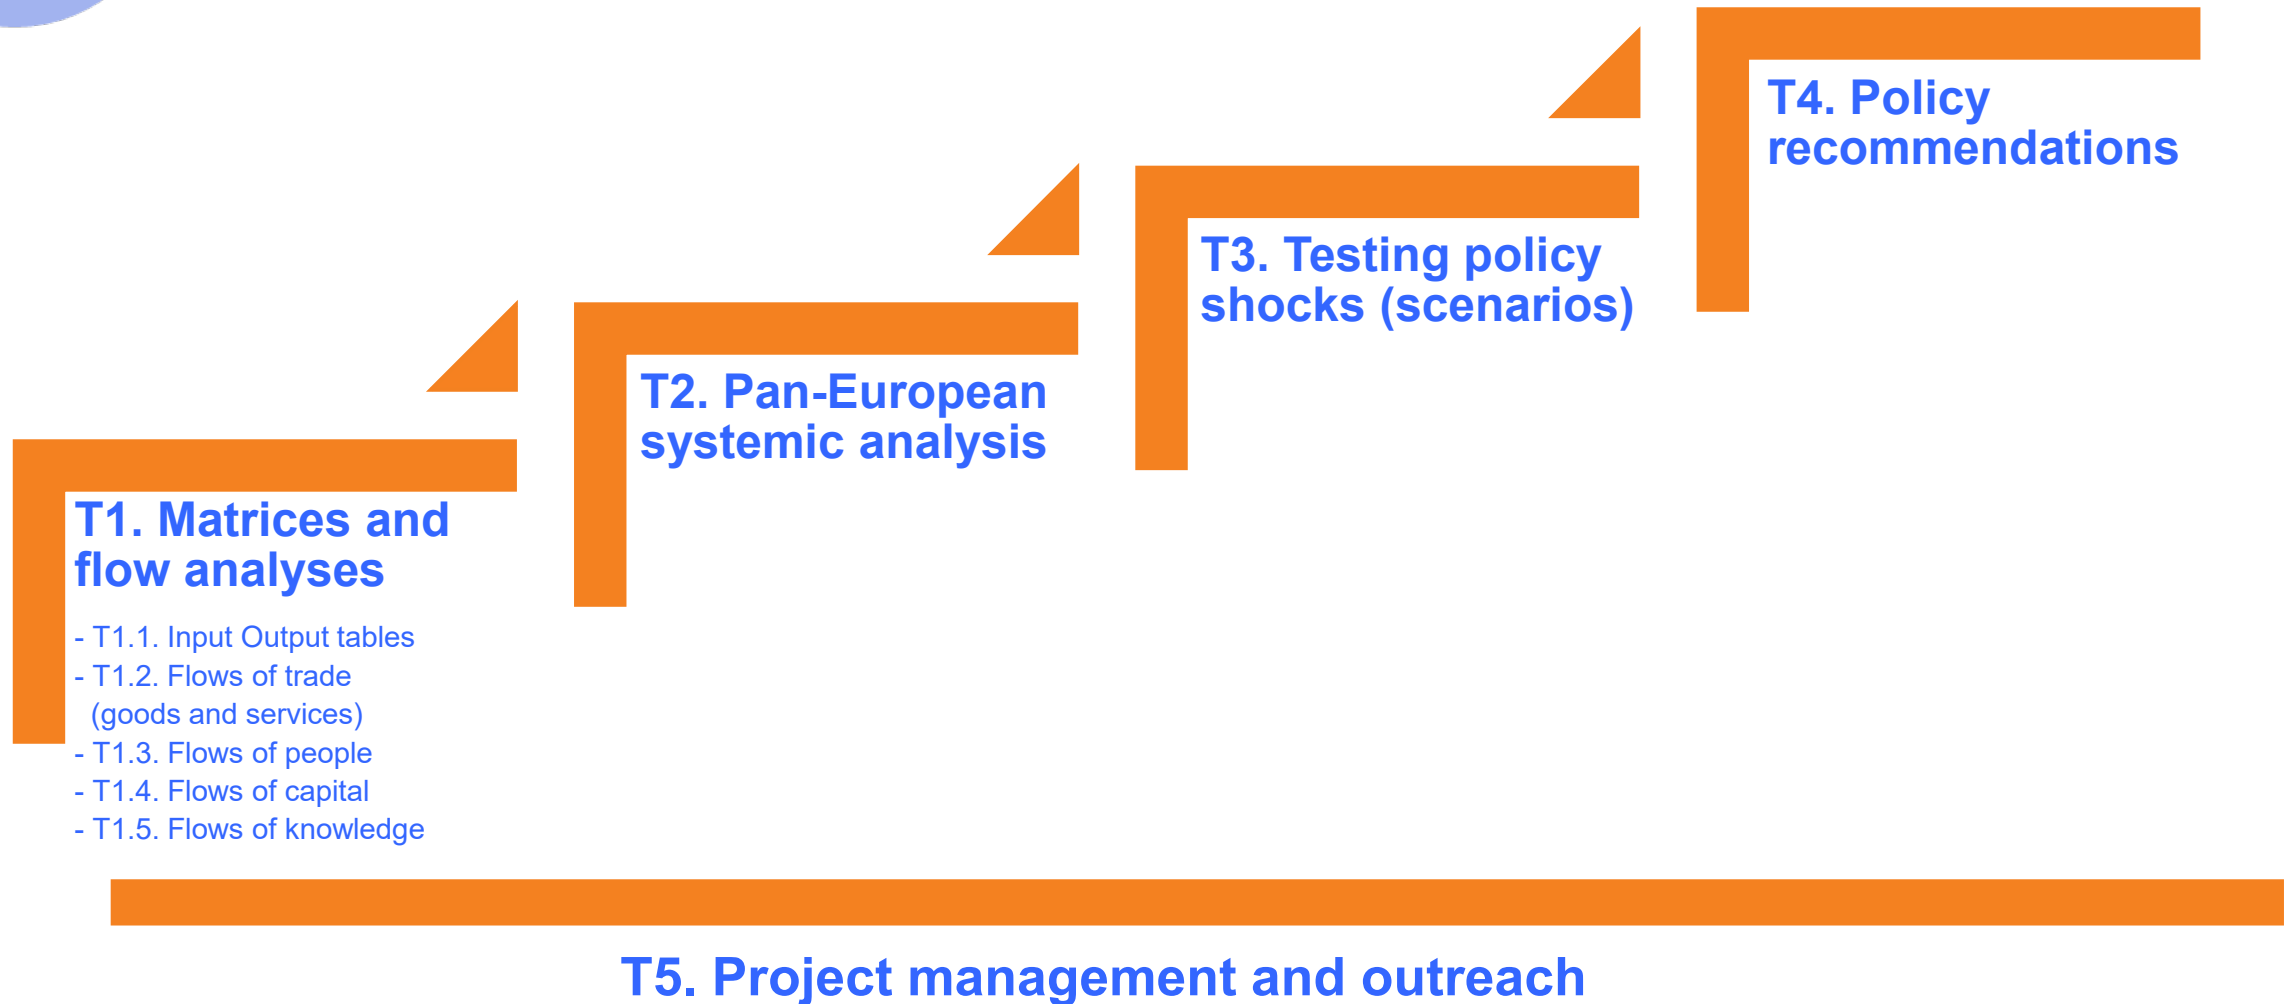 T4. Policy
recommendations
T3. Testing policy
shocks (scenarios)
T2. Pan-European
systemic analysis
T1. Matrices and
flow analyses
- T1.1. Input Output tables
- T1.2. Flows of trade
(goods and services)
- T1.3. Flows of people
- T1.4. Flows of capital
- T1.5. Flows of knowledge
T5. Project management and outreach